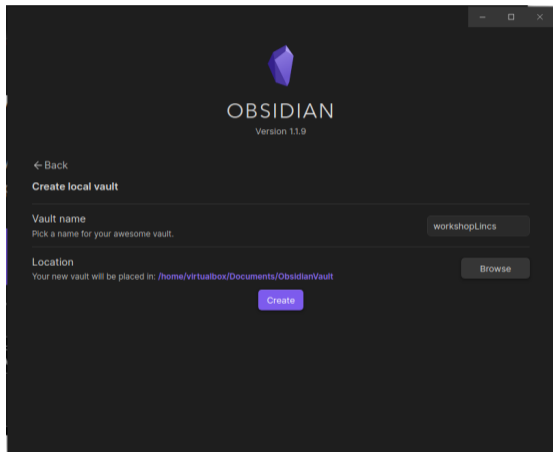 OBSIDIAN
Version 1.1.9
Back
Create local vault
Vault name
Pick a name for your awesome vault.
workshopLincs
Location
Your new vault will be placed in: /home/virtualbox/Documents/ObsidianVault
Browse
Create